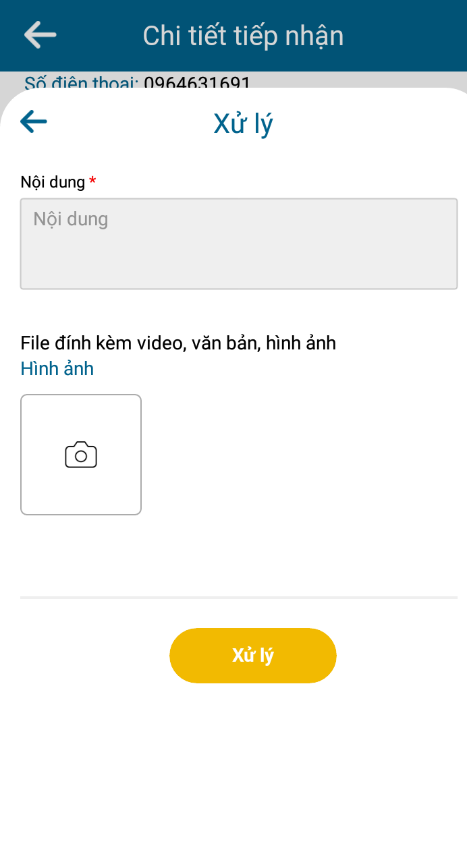 Chi tiết tiếp nhận
Số điện thoại: 0964631691
Xử lý
Nội dung *
Nội dung
File đính kèm video, văn bản, hình ảnh
Hình ảnh
Xử lý